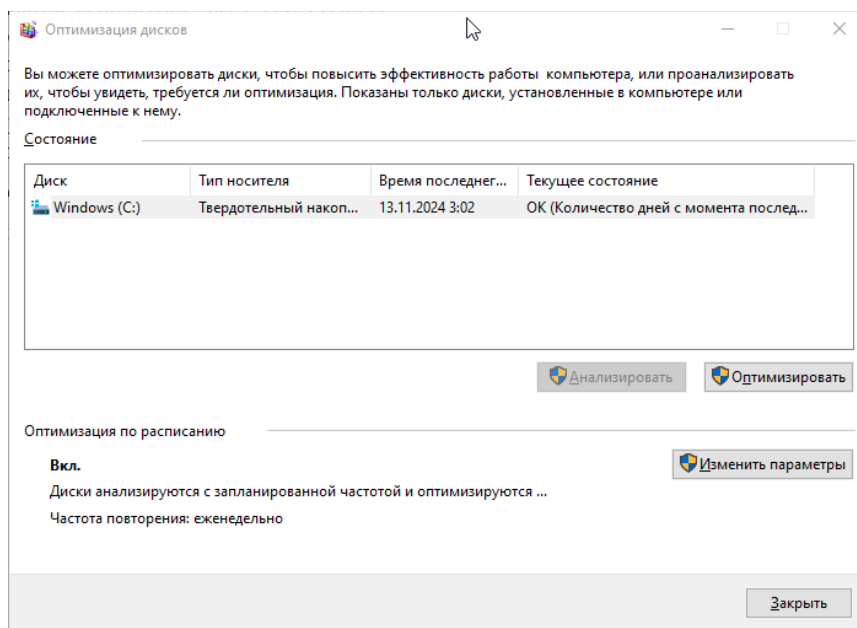 Оптимизация дисков
Вы можете оптимизировать диски, чтобы повысить эффективность работы компьютера, или проанализировать
их, чтобы увидеть, требуется ли оптимизация. Показаны только диски, установленные в компьютере или
подключенные к нему.
Состояние
Диск Тип носителя Время последнег... Текущее состояние
Windows (C:) Твердотельный накоп... 13.11.2024 3:02 ОК (Количество дней с момента послед...
Анализировать Оптимизировать
Оптимизация по расписанию
Вкл. Изменить параметры
Диски анализируются с запланированной частотой и оптимизируются ...
Частота повторения: еженедельно
Закрыть